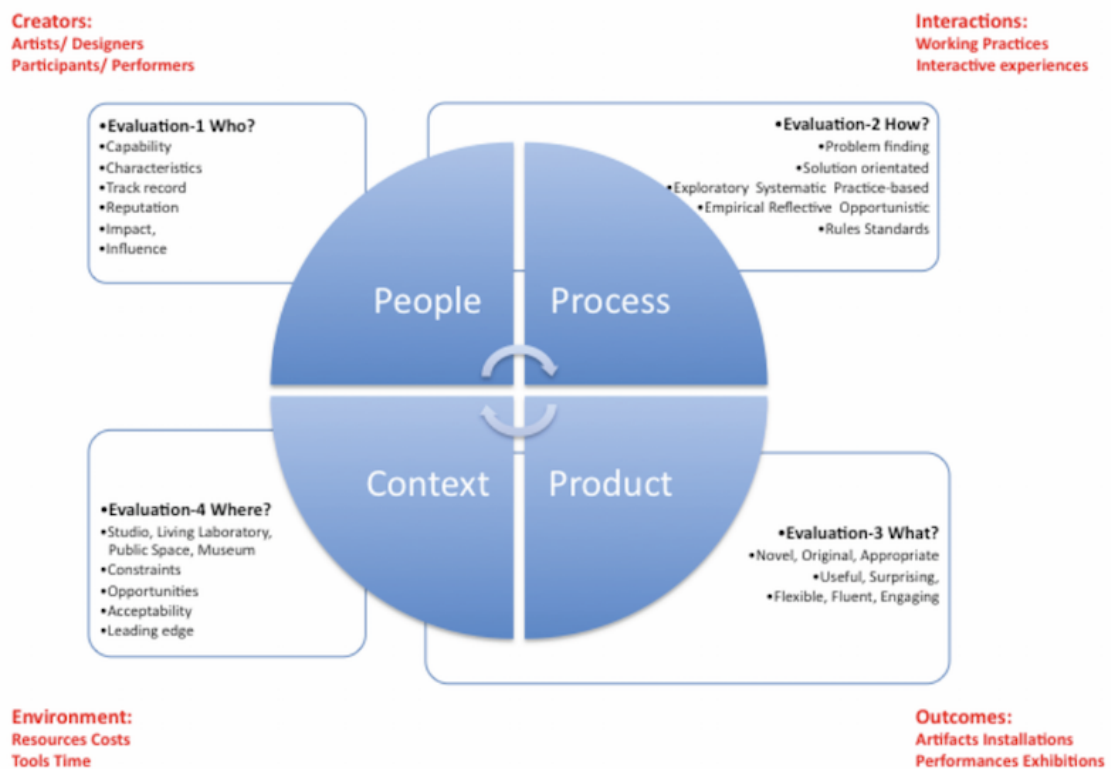 Creators:
Artists/ Designers
Participants/ Performers
Interactions:
Working Practices
Interactive experiences
•Evaluation-1 Who?
•Capability
•Characteristics
•Track record
•Reputation
•Impact,
•Influence
•Evaluation-2 How?
•Problem finding
•Solution orientated
•Exploratory Systematic Practice-based
•Empirical Reflective Opportunistic
•Rules Standards
People
Process
Context
Product
•Evaluation-4 Where?
•Studio, Living Laboratory,
Public Space, Museum
•Constraints
•Opportunities
•Acceptability
•Leading edge
•Evaluation-3 What?
•Novel, Original, Appropriate
•Useful, Surprising,
•Flexible, Fluent, Engaging
Environment:
Resources Costs
Tools Time
Outcomes:
Artifacts Installations
Performances Exhibitions